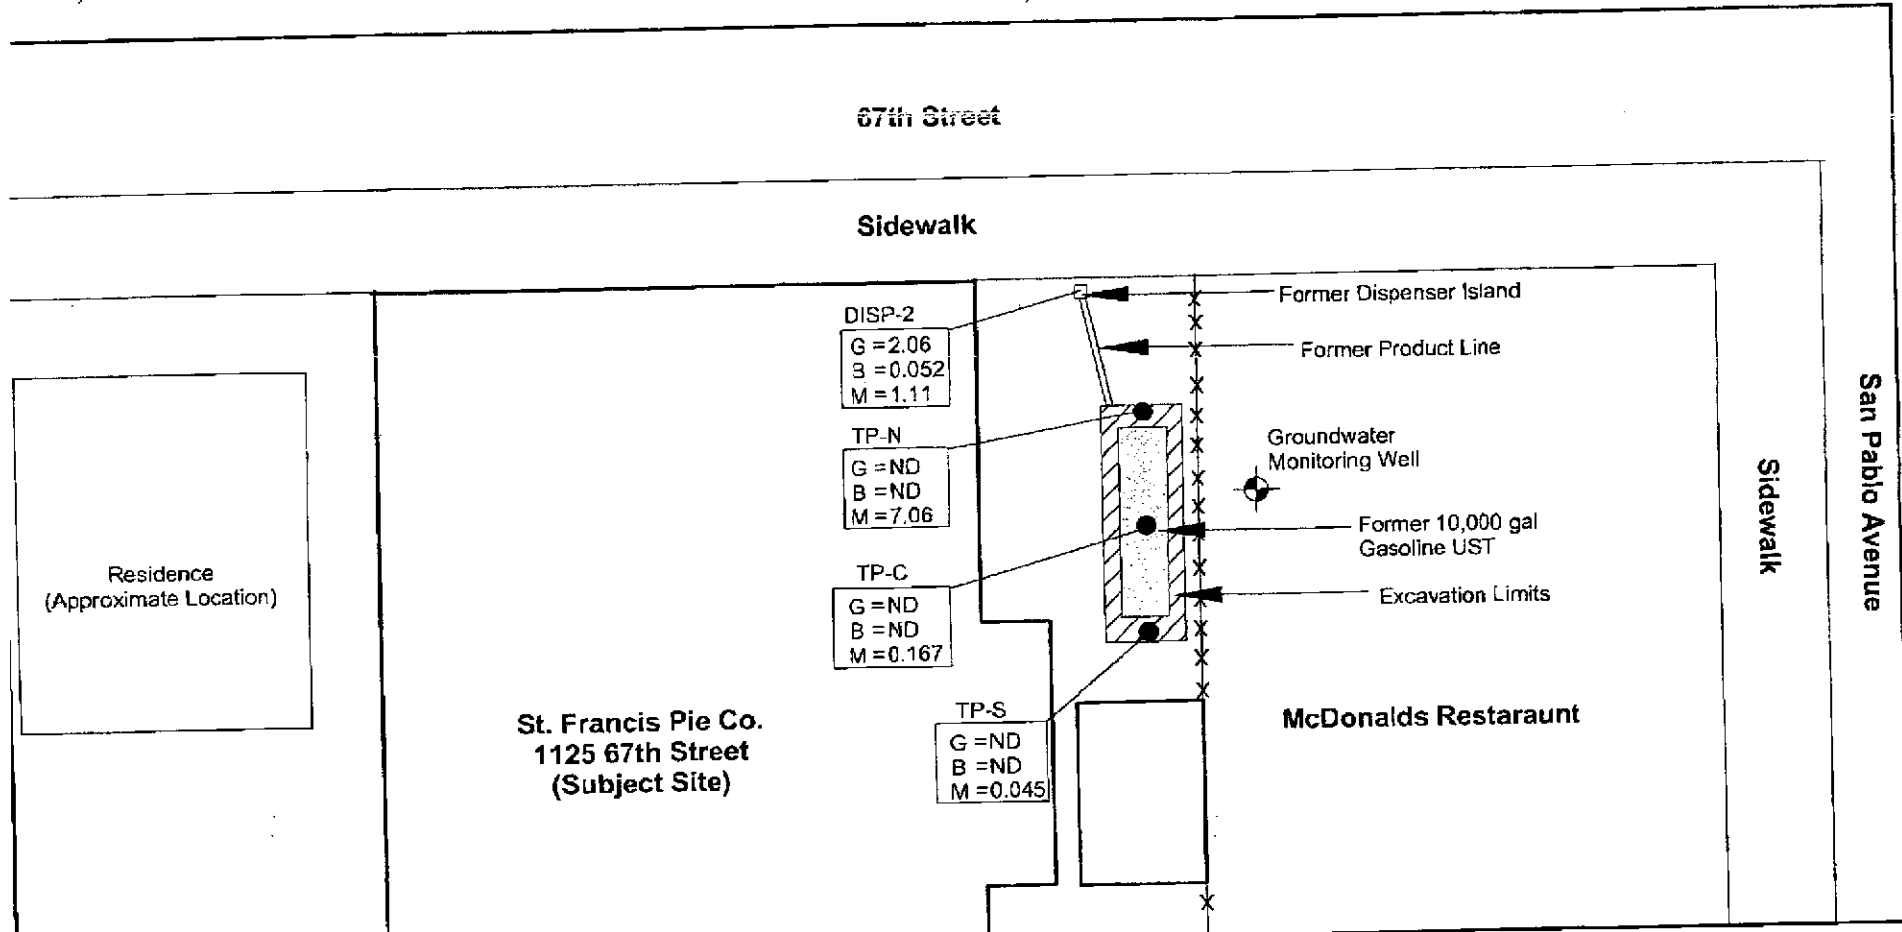 67th Street
Sidewalk
DISP-2
G =2.06
B =0.052
M =1.11
Former Dispenser Island
Former Product Line
TP-N
G =ND
B =ND
M =7.06
Groundwater
Monitoring Well
Former 10,000 gal
Gasoline UST
TP-C
G =ND
B =ND
M =0.167
Excavation Limits
Residence
(Approximate Location)
St. Francis Pie Co.
1125 67th Street
(Subject Site)
TP-S
G =ND
B =ND
M =0.045
McDonalds Restaraunt
Sidewalk
San Pablo Avenue